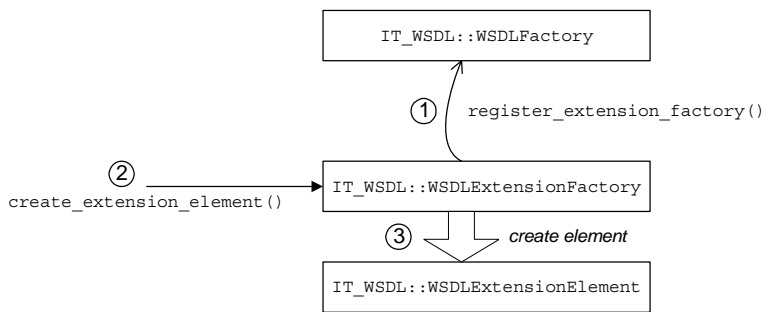 IT_WSDL::WSDLFactory
1
register_extension_factory()
2
create_extension_element()
IT_WSDL::WSDLExtensionFactory
3
create element
IT_WSDL::WSDLExtensionElement